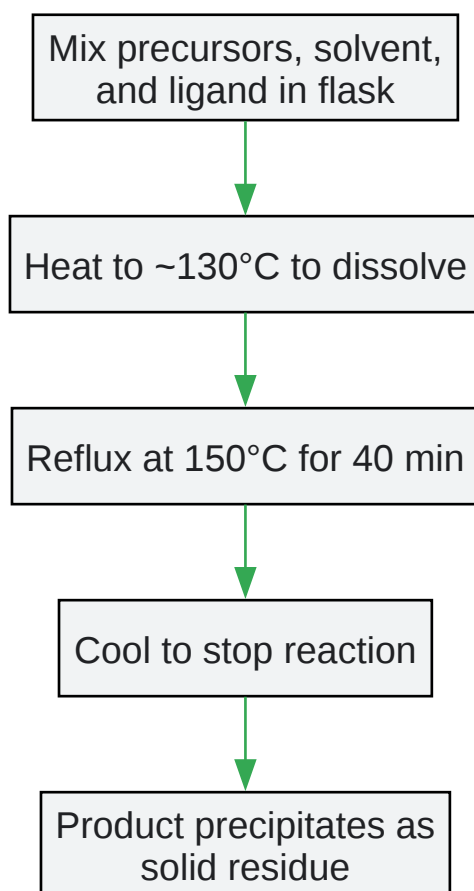 Mix precursors, solvent,
and ligand in flask
Heat to ~130°C to dissolve
Reflux at 150°C for 40 min
Cool to stop reaction
Product precipitates as
solid residue